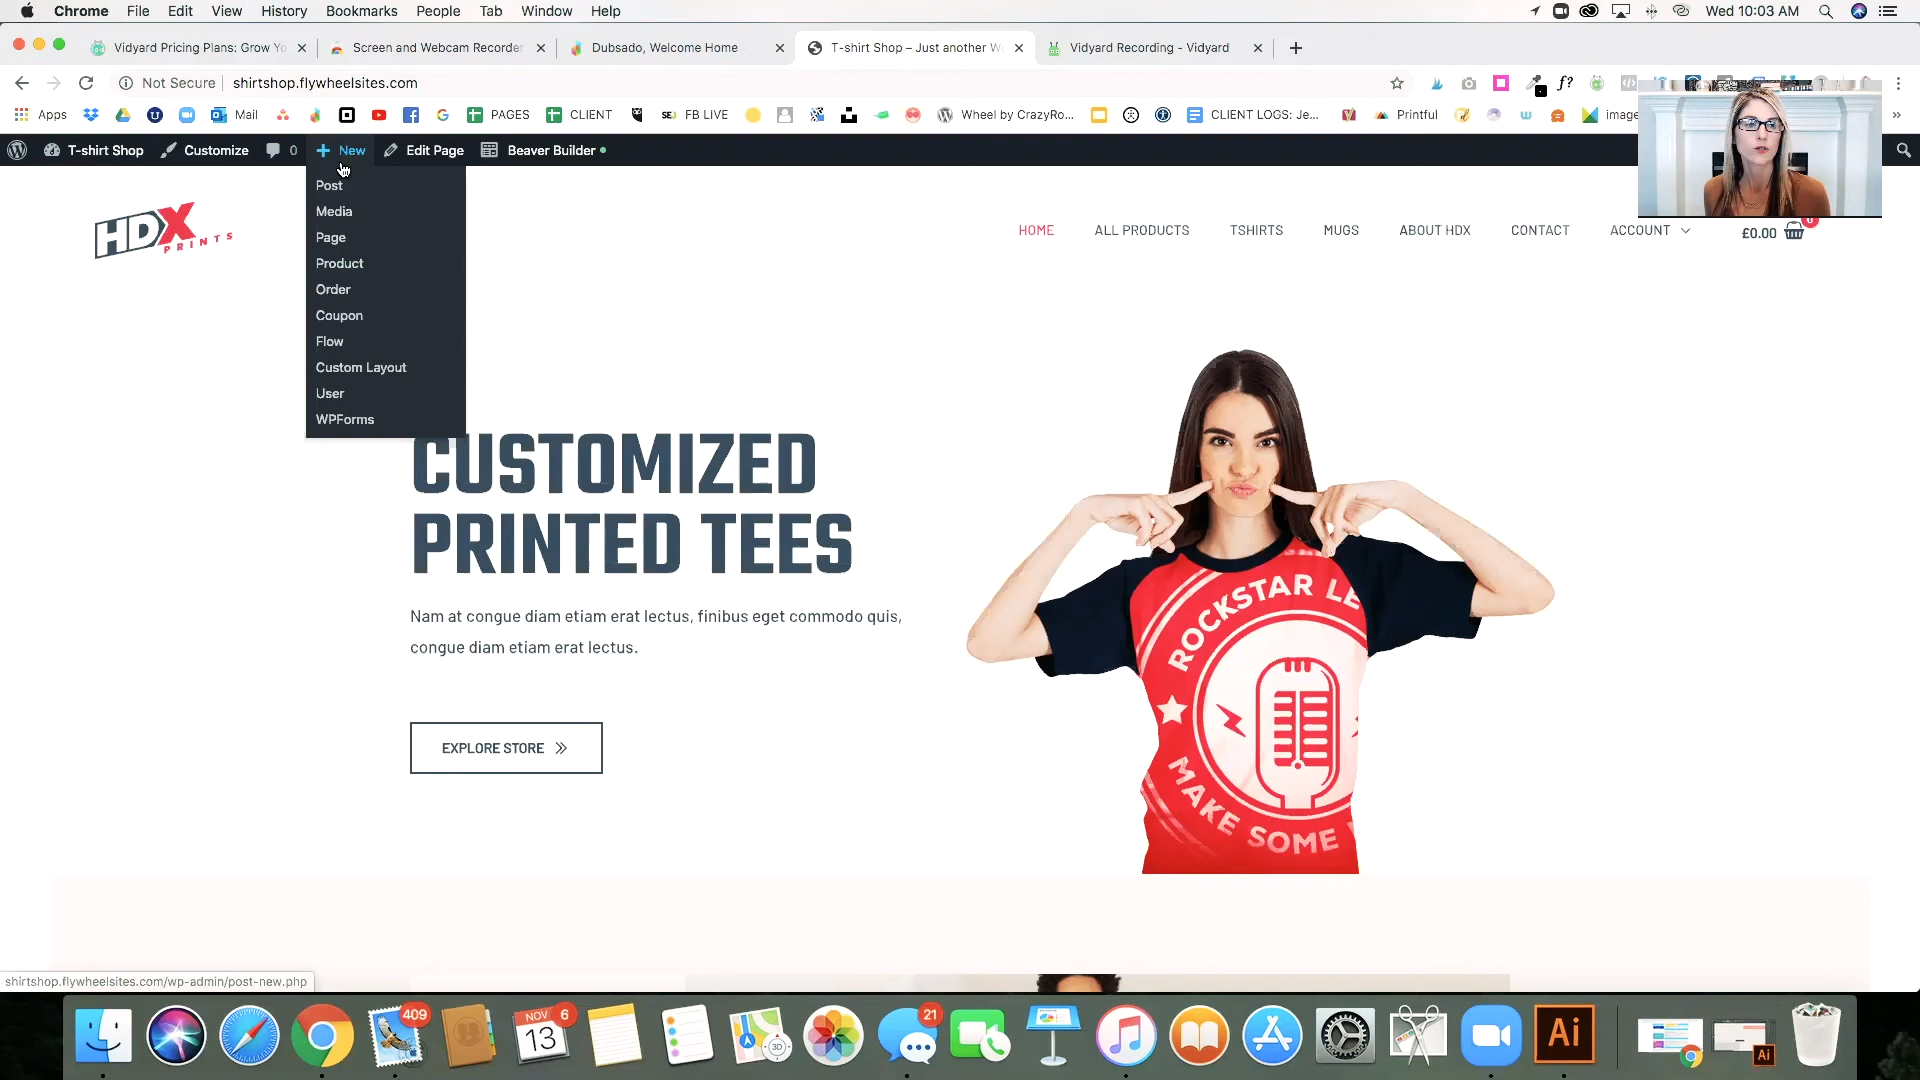 Chrome File Edit View History Bookmarks People Tab Window Help
Wed 10:03 AM
Vidyard Pricing Plans: Grow Yo
Screen and Webcam Recorder
Dubsado, Welcome Home
T-shirt Shop – Just another W
Vidyard Recording - Vidyard
Not Secure shirtshop.flywheelsites.com
f?
Apps
Mail
PAGES
CLIENT
SEJ FB LIVE
Wheel by CrazyRo...
CLIENT LOGS: Je...
Printful
image
»
T-shirt Shop
Customize
0
New
Edit Page
Beaver Builder
Post
Media
Page
Product
Order
Coupon
Flow
Custom Layout
User
WPForms
HDX
PRINTS
HOME
ALL PRODUCTS
TSHIRTS
MUGS
ABOUT HDX
CONTACT
ACCOUNT
£0.00
0
CUSTOMIZED
PRINTED TEES
Nam at congue diam etiam erat lectus, finibus eget commodo quis,
congue diam etiam erat lectus.
EXPLORE STORE
ROCKSTAR LE
MAKE SOME
shirtshop.flywheelsites.com/wp-admin/post-new.php
409
NOV
13
6
3D
21
Ai
Ai